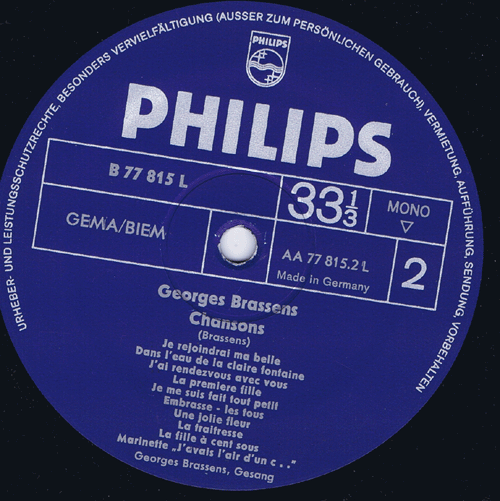 URHEBER- UND LEISTUNGSSCHUTZRECHTE, BESONDERS VERVIELFÄLTIGUNG (AUSSER ZUM PERSÖNLICHEN GEBRAUCH), VERMIETUNG, AUFFÜHRUNG, SENDUNG, VORBEHALTEN
PHILIPS
PHILIPS
B 77 815 L
33 1/3
MONO
▽
GEMA/BIEM
AA 77 815.2 L
Made in Germany
2
Georges Brassens
Chansons
(Brassens)
Je rejoindrai ma belle
Dans l'eau de la claire fontaine
J'ai rendezvous avec vous
La premiere fille
Je me suis fait tout petit
Embrasse - les tous
Une jolie fleur
La traitresse
La fille à cent sous
Marinette „J'avais l'air d'un c . ."
Georges Brassens, Gesang